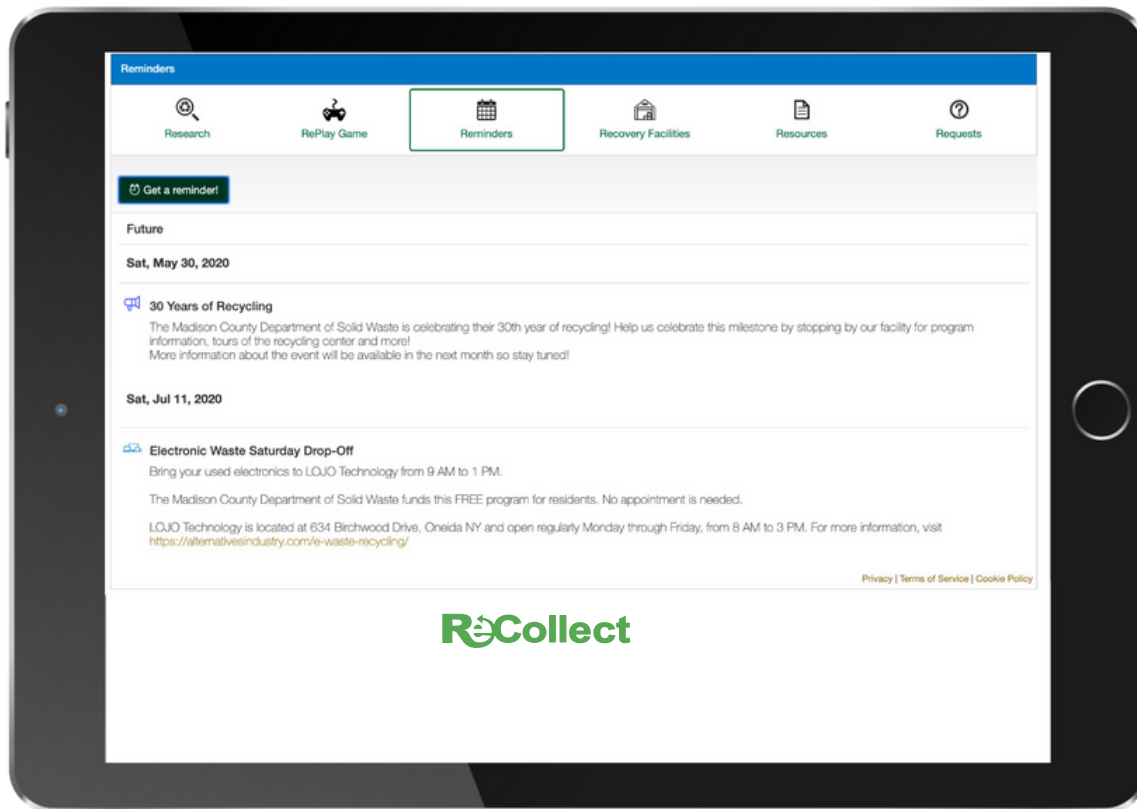 Reminders
Research
RePlay Game
Reminders
Recovery Facilities
Resources
Requests
Get a reminder!
Future
Sat, May 30, 2020
30 Years of Recycling
The Madison County Department of Solid Waste is celebrating their 30th year of recycling! Help us celebrate this milestone by stopping by our facility for program
information, tours of the recycling center and more!
More information about the event will be available in the next month so stay tuned!
Sat, Jul 11, 2020
Electronic Waste Saturday Drop-Off
Bring your used electronics to LOJO Technology from 9 AM to 1 PM.
The Madison County Department of Solid Waste funds this FREE program for residents. No appointment is needed.
LOJO Technology is located at 634 Birchwood Drive, Oneida NY and open regularly Monday through Friday, from 8 AM to 3 PM. For more information, visit
https://alternativesindustry.com/e-waste-recycling/
Privacy | Terms of Service | Cookie Policy
ReCollect